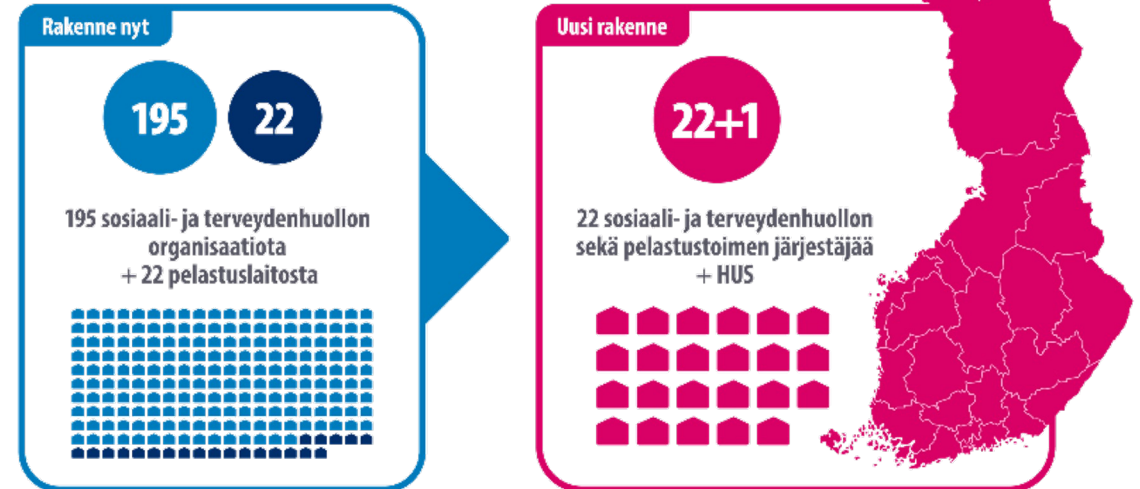 Rakenne nyt
195
22
195 sosiaali- ja terveydenhuollon
organisaatiota
+ 22 pelastuslaitosta
Uusi rakenne
22+1
22 sosiaali- ja terveydenhuollon
sekä pelastustoimen järjestäjää
+ HUS